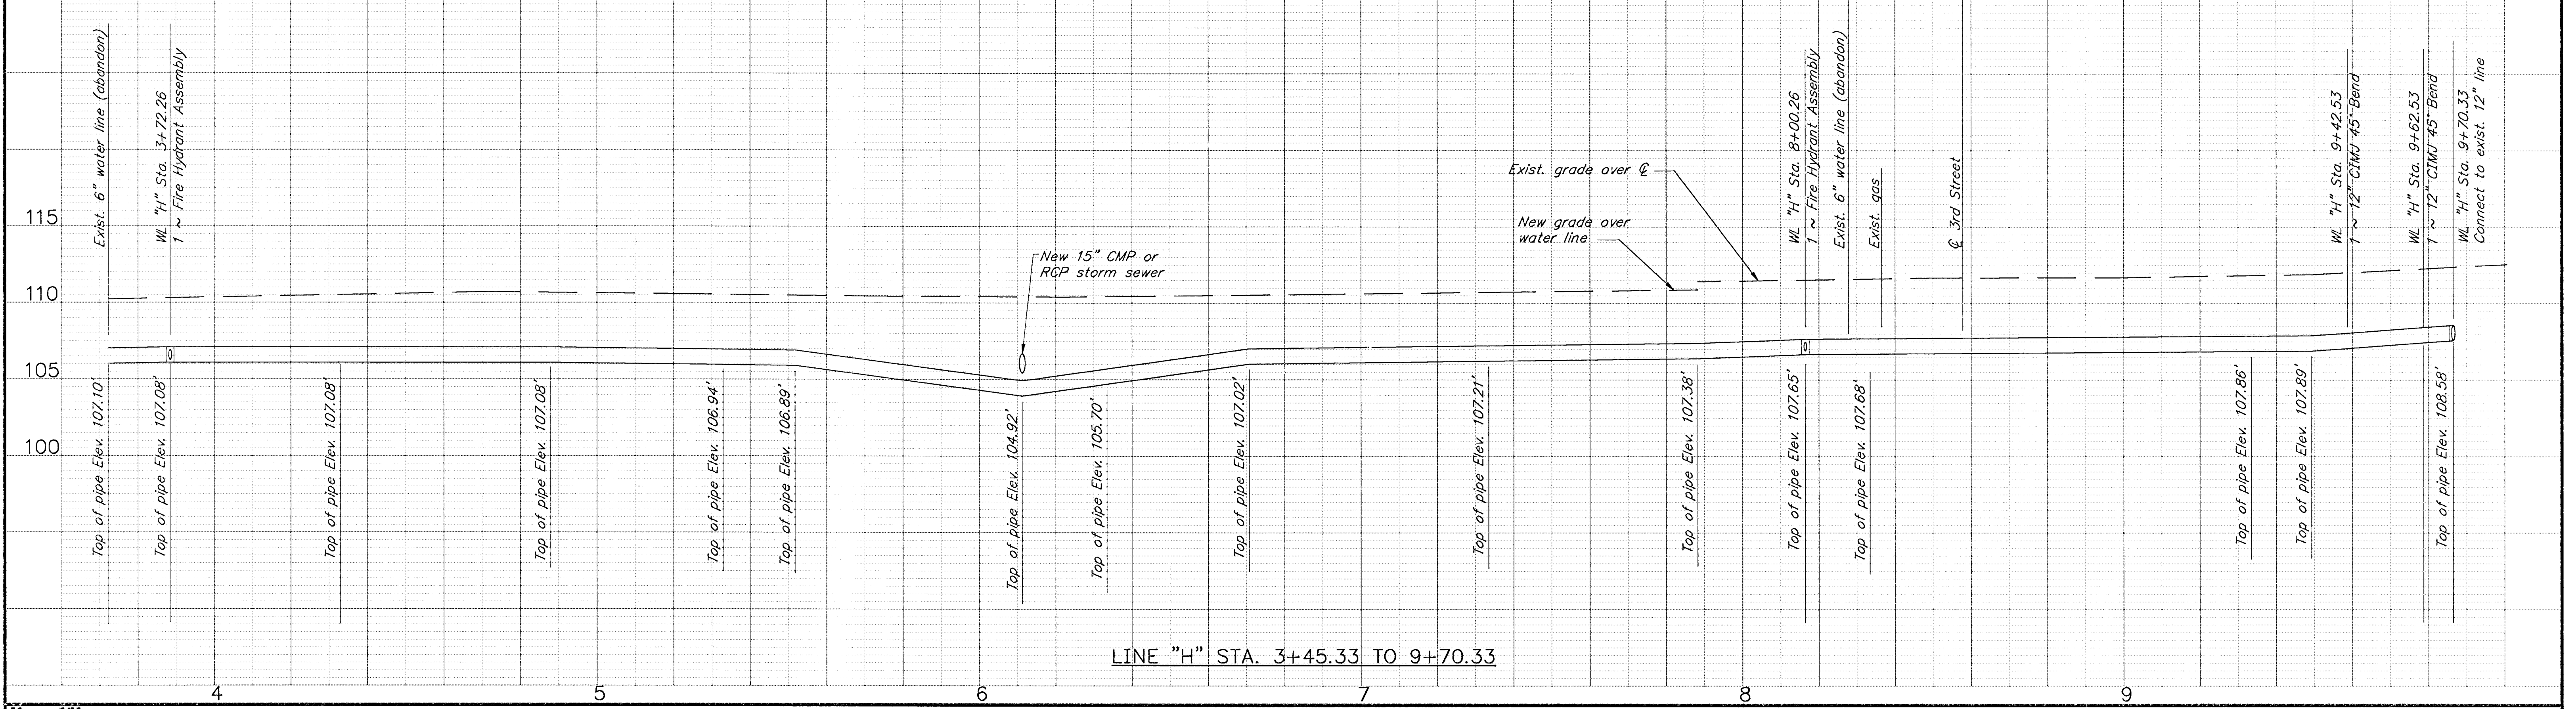 Exist. 6" water line (abandon)
WL "H" Sta. 3+72.26
1 ~ Fire Hydrant Assembly
Exist. grade over ℄
New grade over
water line
New 15" CMP or
RCP storm sewer
WL "H" Sta. 8+00.26
1 ~ Fire Hydrant Assembly
Exist. 6" water line (abandon)
Exist. gas
℄ 3rd Street
WL "H" Sta. 9+42.53
1 ~ 12" CIMJ 45° Bend
WL "H" Sta. 9+62.53
1 ~ 12" CIMJ 45° Bend
WL "H" Sta. 9+70.33
Connect to exist. 12" line
115
110
105
100
Top of pipe Elev. 107.10'
Top of pipe Elev. 107.08'
Top of pipe Elev. 107.08'
Top of pipe Elev. 107.08'
Top of pipe Elev. 106.94'
Top of pipe Elev. 106.89'
Top of pipe Elev. 104.92'
Top of pipe Elev. 105.70'
Top of pipe Elev. 107.02'
Top of pipe Elev. 107.21'
Top of pipe Elev. 107.38'
Top of pipe Elev. 107.65'
Top of pipe Elev. 107.68'
Top of pipe Elev. 107.86'
Top of pipe Elev. 107.89'
Top of pipe Elev. 108.58'
LINE "H" STA. 3+45.33 TO 9+70.33
4
5
6
7
8
9